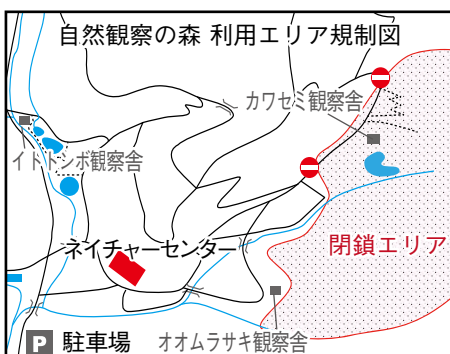 自然観察の森 利用エリア規制図
カワセミ観察舎
イトトンボ観察舎
ネイチャーセンター
閉鎖エリア
P 駐車場
オオムラサキ観察舎